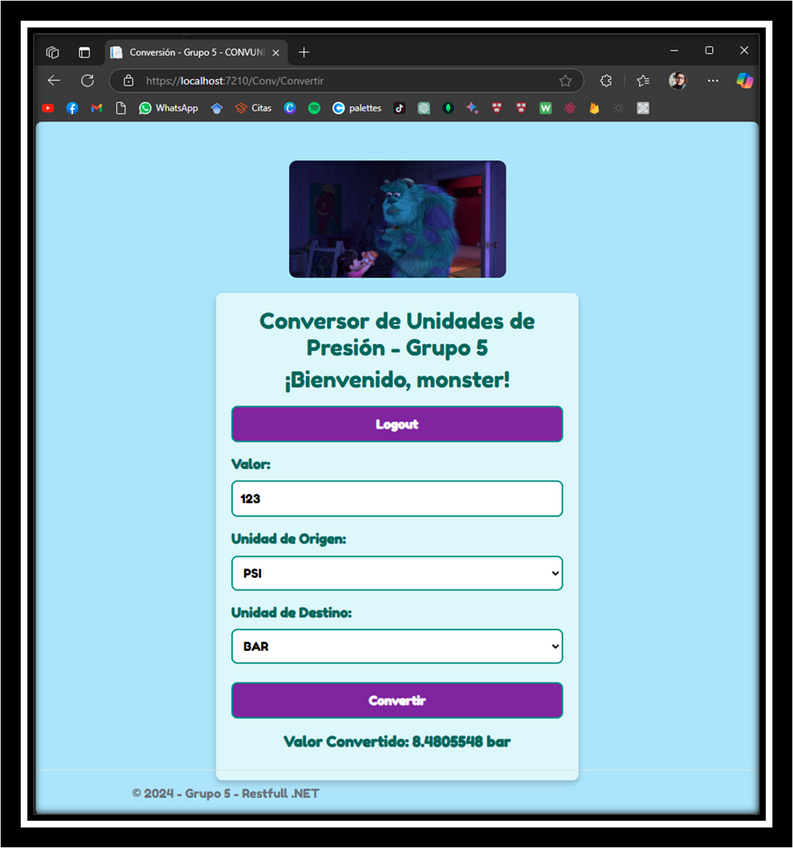 Conversión - Grupo 5 - CONVUNI
https://localhost:7210/Conv/Convertir
WhatsApp
Citas
palettes
Conversor de Unidades de
Presión - Grupo 5
¡Bienvenido, monster!
Logout
Valor:
123
Unidad de Origen:
PSI
Unidad de Destino:
BAR
Convertir
Valor Convertido: 8.4805548 bar
© 2024 - Grupo 5 - Restfull .NET